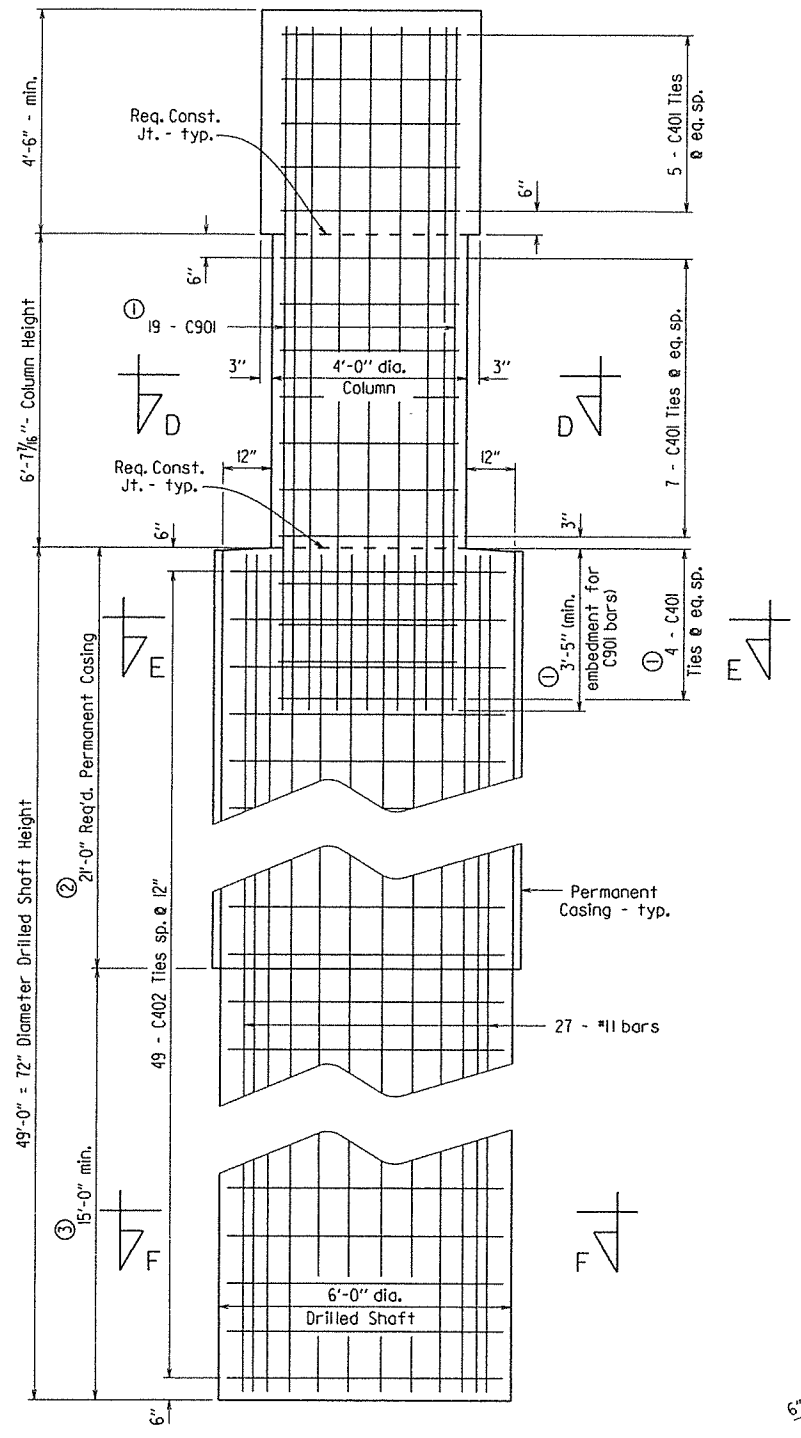 4'-6" - min.
Req. Const.
Jt. - typ.
5 - C401 Ties
@ eq. sp.
6"
6"
① 19 - C901
6'-7 7/16" - Column Height
3"
4'-0" dia.
Column
3"
7 - C401 Ties @ eq. sp.
D
D
12"
12"
Req. Const.
Jt. - typ.
6"
3"
① 3'-5" (min.
embedment for
C901 bars)
① 4 - C401
Ties @ eq. sp.
E
E
② 21'-0" Req'd. Permanent Casing
49'-0" = 72" Diameter Drilled Shaft Height
49 - C402 Ties sp. @ 12"
Permanent
Casing - typ.
27 - #11 bars
③ 15'-0" min.
F
F
6'-0" dia.
Drilled Shaft
6"
6"